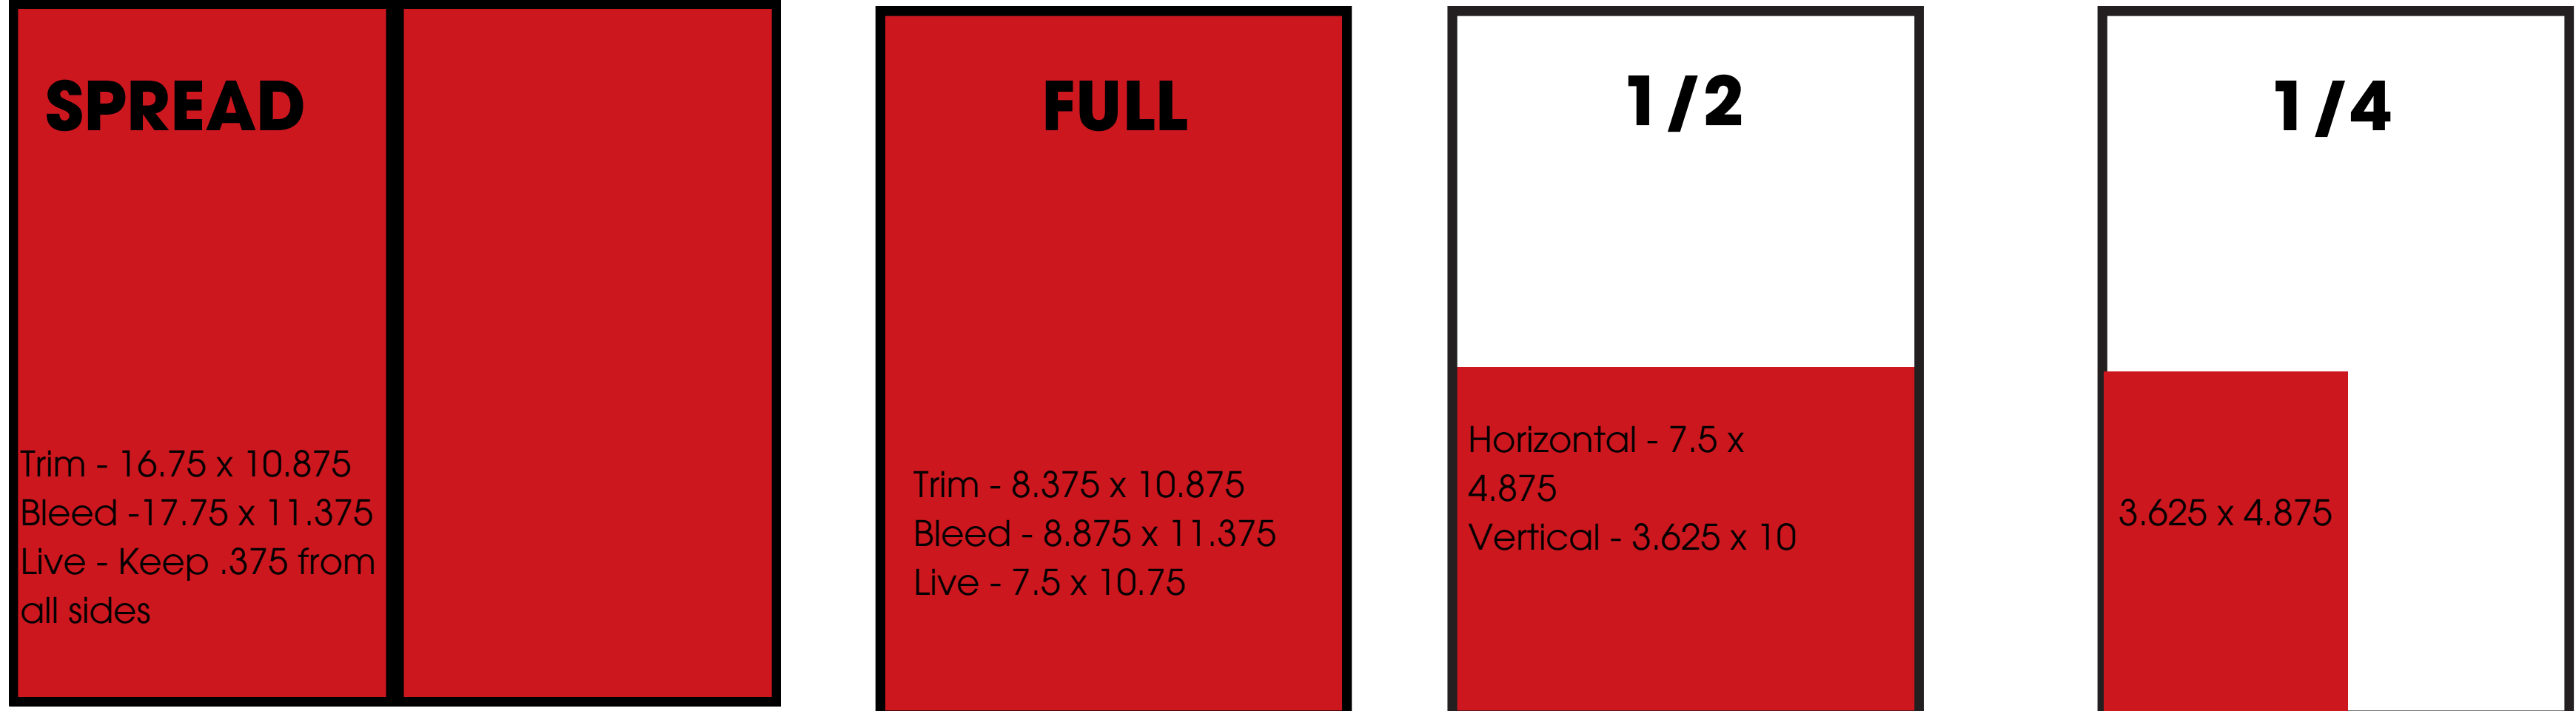 SPREAD
Trim - 16.75 x 10.875
Bleed -17.75 x 11.375
Live - Keep .375 from
all sides
FULL
Trim - 8.375 x 10.875
Bleed - 8.875 x 11.375
Live - 7.5 x 10.75
1/2
Horizontal - 7.5 x
4.875
Vertical - 3.625 x 10
1/4
3.625 x 4.875